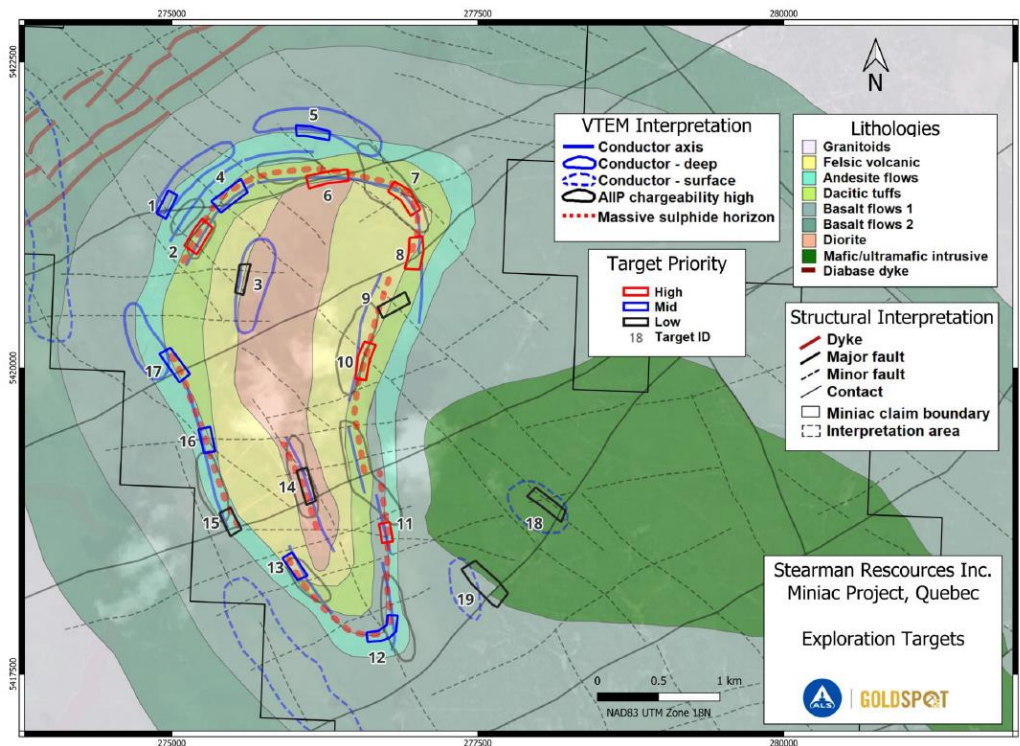 275000
277500
280000
5422500
5420000
5417500
N
VTEM Interpretation
Conductor axis
Conductor - deep
Conductor - surface
AIIP chargeability high
Massive sulphide horizon
Target Priority
High
Mid
Low
18 Target ID
Lithologies
Granitoids
Felsic volcanic
Andesite flows
Dacitic tuffs
Basalt flows 1
Basalt flows 2
Diorite
Mafic/ultramafic intrusive
Diabase dyke
Structural Interpretation
Dyke
Major fault
Minor fault
Contact
Miniac claim boundary
Interpretation area
5
4
7
1
6
2
8
3
9
10
17
16
14
15
11
18
13
19
12
Stearman Rescources Inc.
Miniac Project, Quebec
Exploration Targets
ALS
GOLDSPOT
0 0.5 1 km
NAD83 UTM Zone 18N
275000
277500
280000